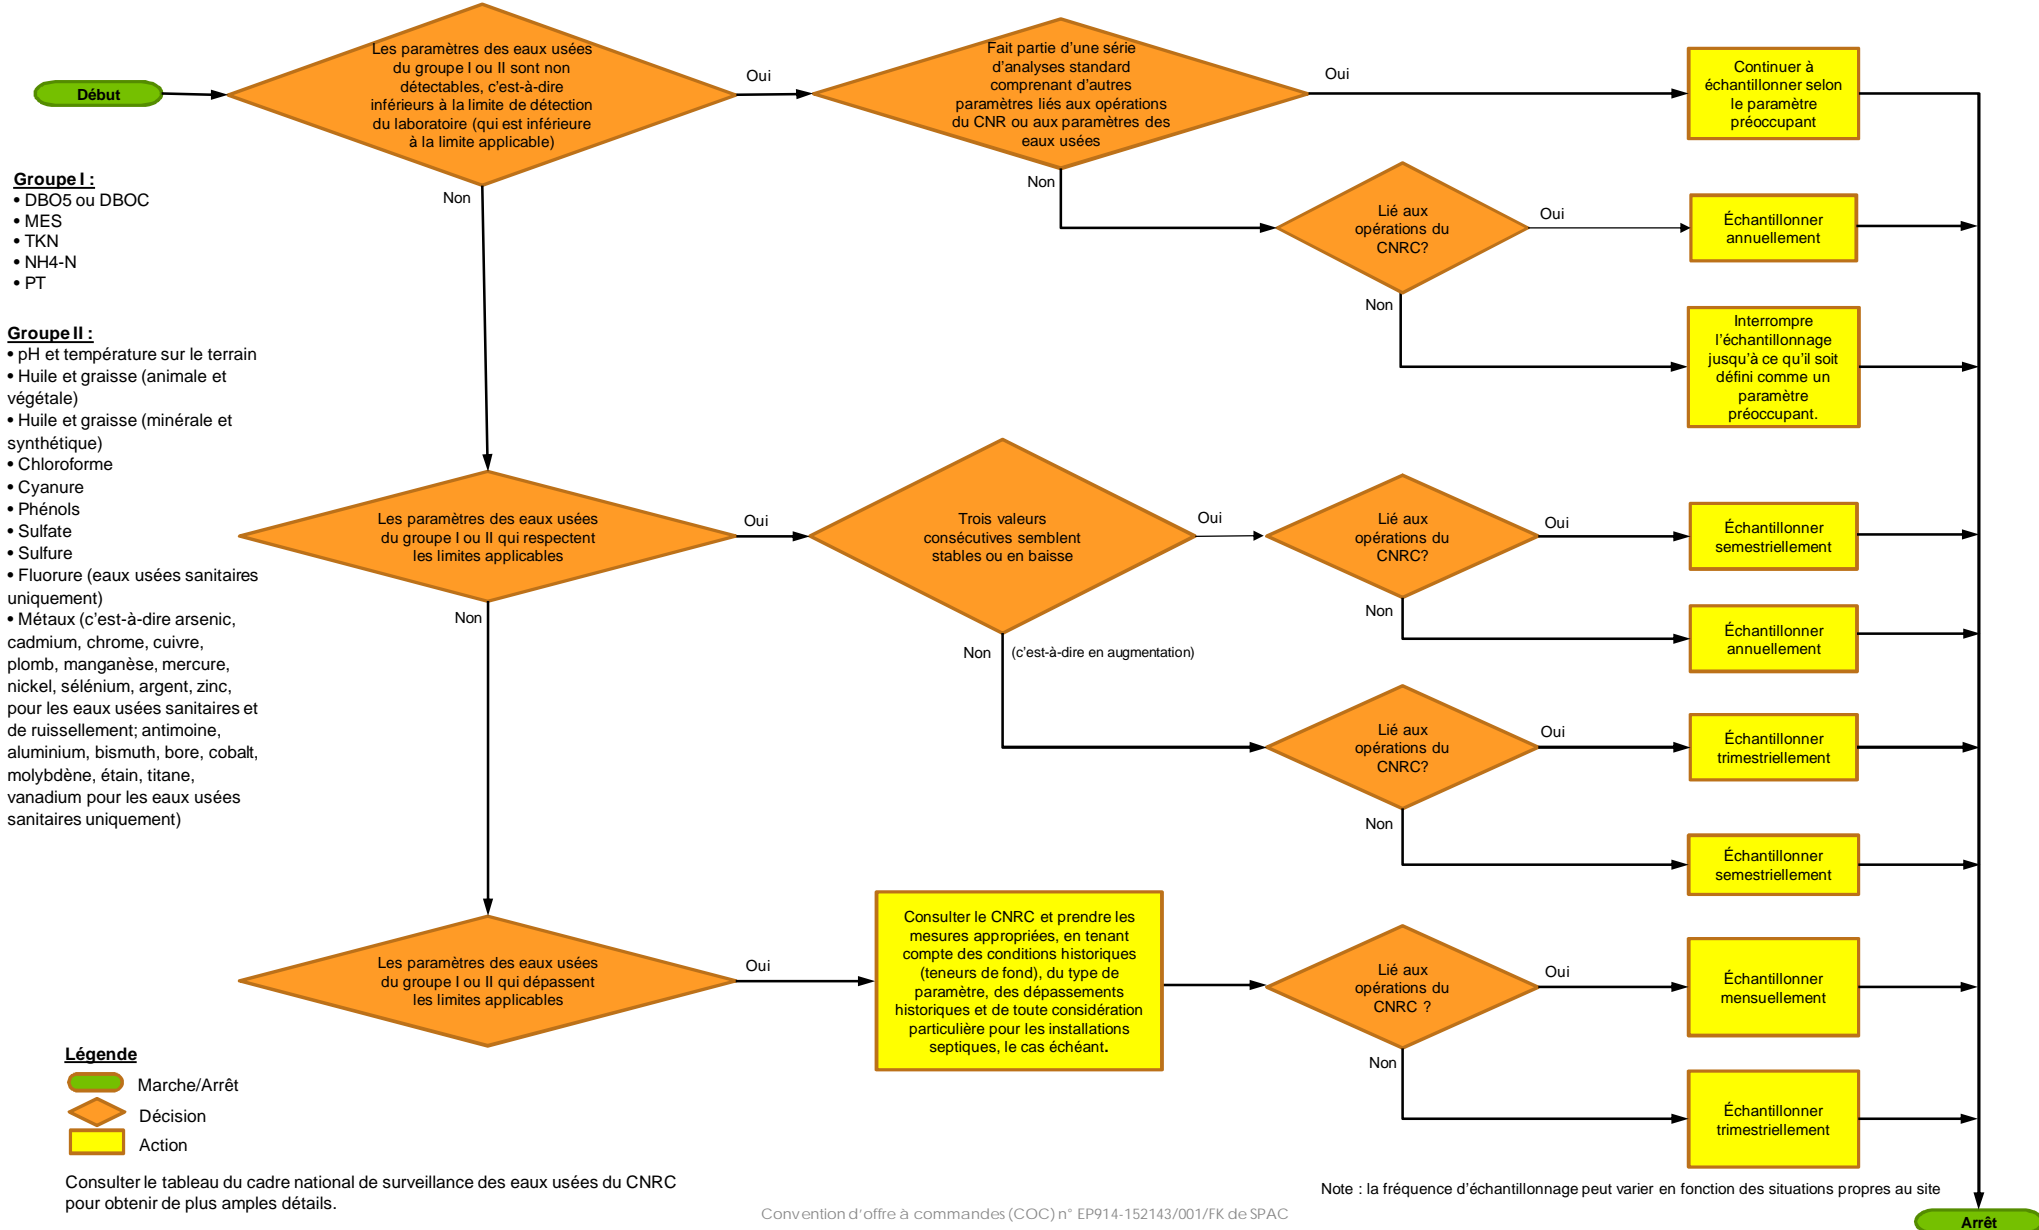 Début
Les paramètres des eaux usées
du groupe I ou II sont non
détectables, c'est-à-dire
inférieurs à la limite de détection
du laboratoire (qui est inférieure
à la limite applicable)
Oui
Non
Fait partie d'une série
d'analyses standard
comprenant d'autres
paramètres liés aux opérations
du CNR ou aux paramètres des
eaux usées
Oui
Non
Continuer à
échantillonner selon
le paramètre
préoccupant
Lié aux
opérations du
CNRC?
Oui
Non
Échantillonner
annuellement
Interrompre
l'échantillonnage
jusqu'à ce qu'il soit
défini comme un
paramètre
préoccupant.
Groupe I :
• DBO5 ou DBOC
• MES
• TKN
• NH4-N
• PT
Groupe II :
• pH et température sur le terrain
• Huile et graisse (animale et
végétale)
• Huile et graisse (minérale et
synthétique)
• Chloroforme
• Cyanure
• Phénols
• Sulfate
• Sulfure
• Fluorure (eaux usées sanitaires
uniquement)
• Métaux (c'est-à-dire arsenic,
cadmium, chrome, cuivre,
plomb, manganèse, mercure,
nickel, sélénium, argent, zinc,
pour les eaux usées sanitaires et
de ruissellement; antimoine,
aluminium, bismuth, bore, cobalt,
molybdène, étain, titane,
vanadium pour les eaux usées
sanitaires uniquement)
Les paramètres des eaux usées
du groupe I ou II qui respectent
les limites applicables
Oui
Non
Trois valeurs
consécutives semblent
stables ou en baisse
Oui
Non (c'est-à-dire en augmentation)
Lié aux
opérations du
CNRC?
Oui
Non
Échantillonner
semestriellement
Échantillonner
annuellement
Lié aux
opérations du
CNRC?
Oui
Non
Échantillonner
trimestriellement
Échantillonner
semestriellement
Les paramètres des eaux usées
du groupe I ou II qui dépassent
les limites applicables
Oui
Consulter le CNRC et prendre les
mesures appropriées, en tenant
compte des conditions historiques
(teneurs de fond), du type de
paramètre, des dépassements
historiques et de toute considération
particulière pour les installations
septiques, le cas échéant.
Lié aux
opérations du
CNRC ?
Oui
Non
Échantillonner
mensuellement
Échantillonner
trimestriellement
Légende
Marche/Arrêt
Décision
Action
Consulter le tableau du cadre national de surveillance des eaux usées du CNRC
pour obtenir de plus amples détails.
Note : la fréquence d'échantillonnage peut varier en fonction des situations propres au site
Convention d'offre à commandes (COC) n° EP914-152143/001/FK de SPAC
Arrêt